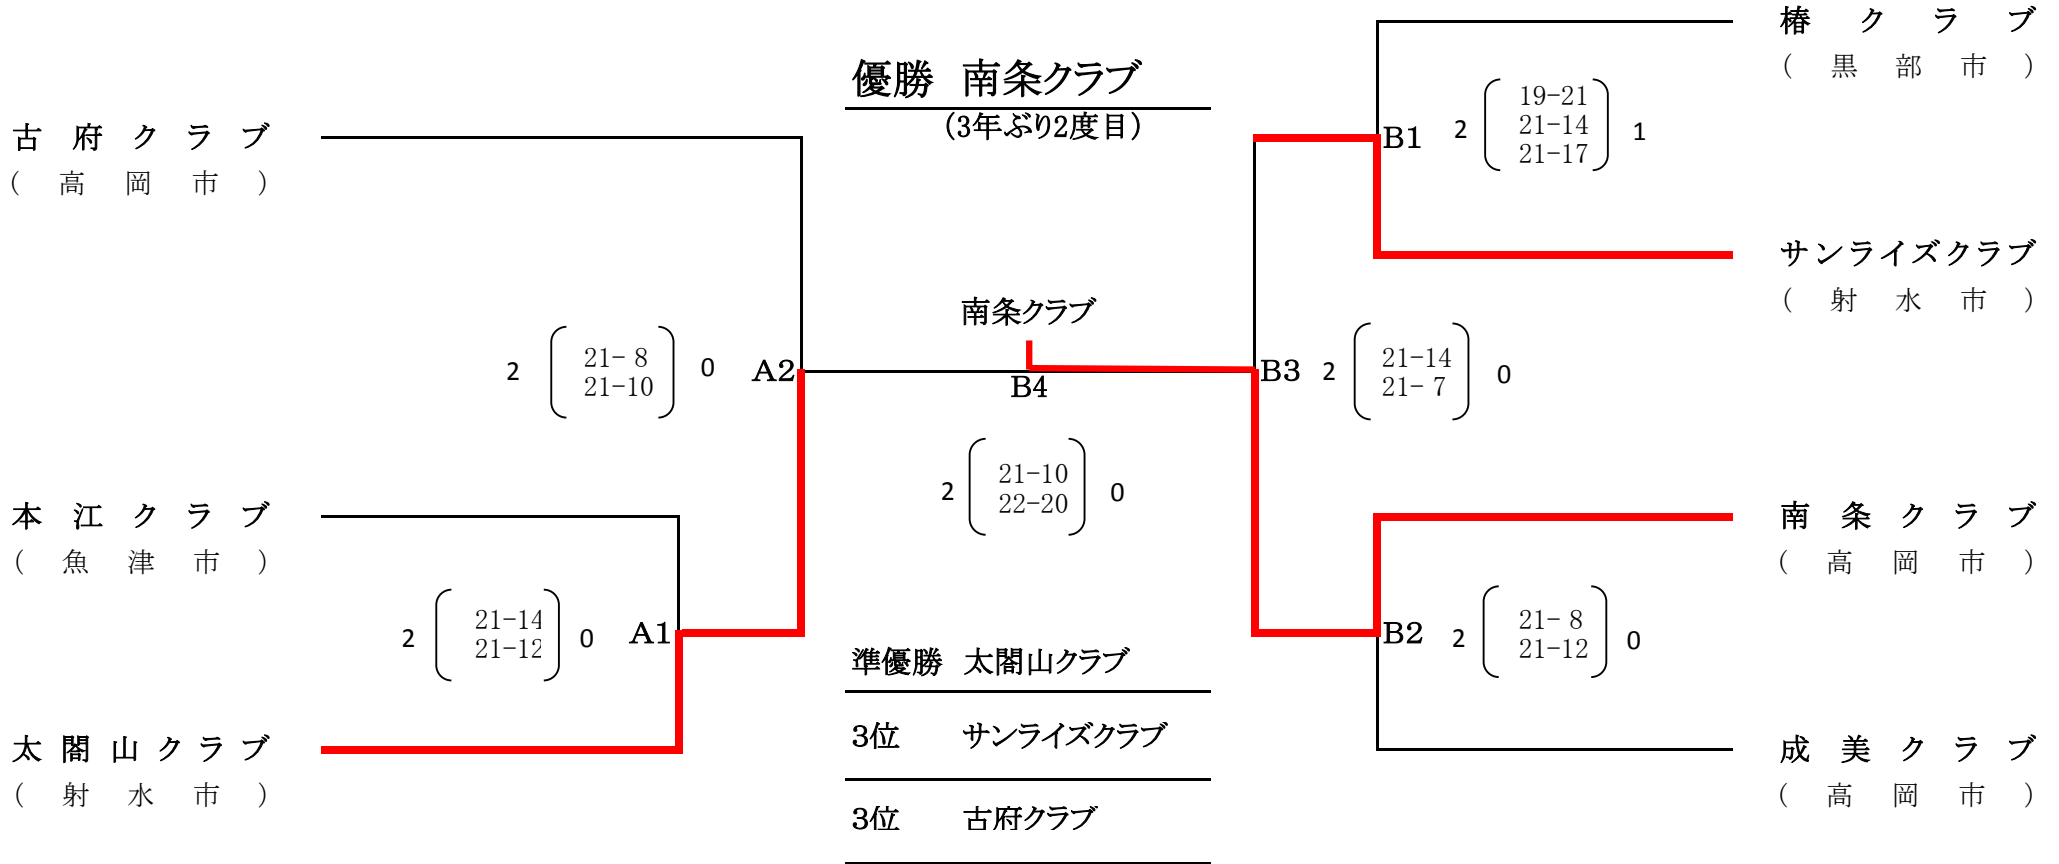 優勝 南条クラブ
(3年ぶり2度目)
古府クラブ
(高岡市)
本江クラブ
(魚津市)
太閤山クラブ
(射水市)
A2
2
21- 8
21-10
0
A1
2
21-14
21-12
0
南条クラブ
B4
2
21-10
22-20
0
椿クラブ
(黒部市)
サンライズクラブ
(射水市)
南条クラブ
(高岡市)
成美クラブ
(高岡市)
B1
2
19-21
21-14
21-17
1
B3
2
21-14
21- 7
0
B2
2
21- 8
21-12
0
準優勝 太閤山クラブ
3位 サンライズクラブ
3位 古府クラブ